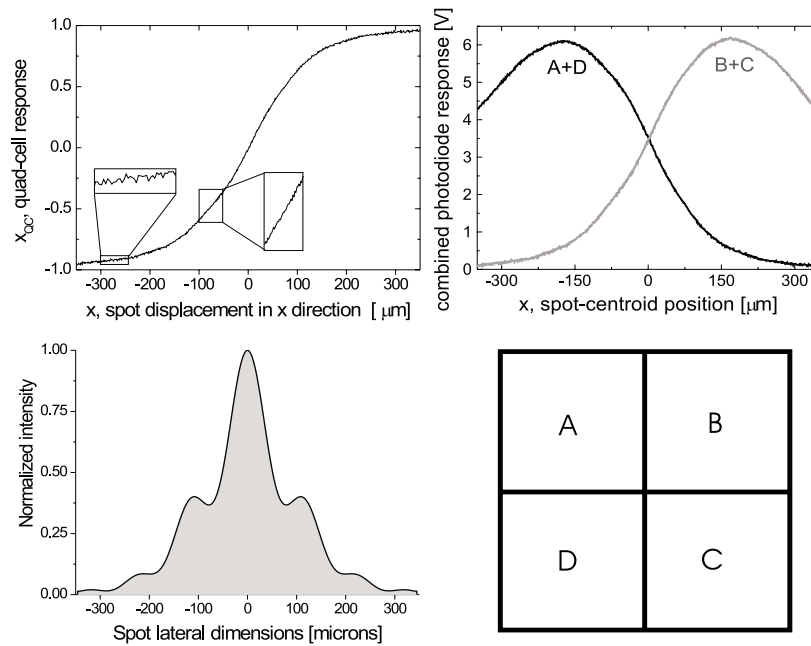 x_QC, quad-cell response
1.0
0.5
0.0
-0.5
-1.0
-300 -200 -100 0 100 200 300
x, spot displacement in x direction [ μm]
combined photodiode response [V]
6
5
4
3
2
1
0
A+D
B+C
-300 -150 0 150 300
x, spot-centroid position [μm]
Normalized intensity
1.00
0.75
0.50
0.25
0.00
-300 -200 -100 0 100 200 300
Spot lateral dimensions [microns]
A B
D C